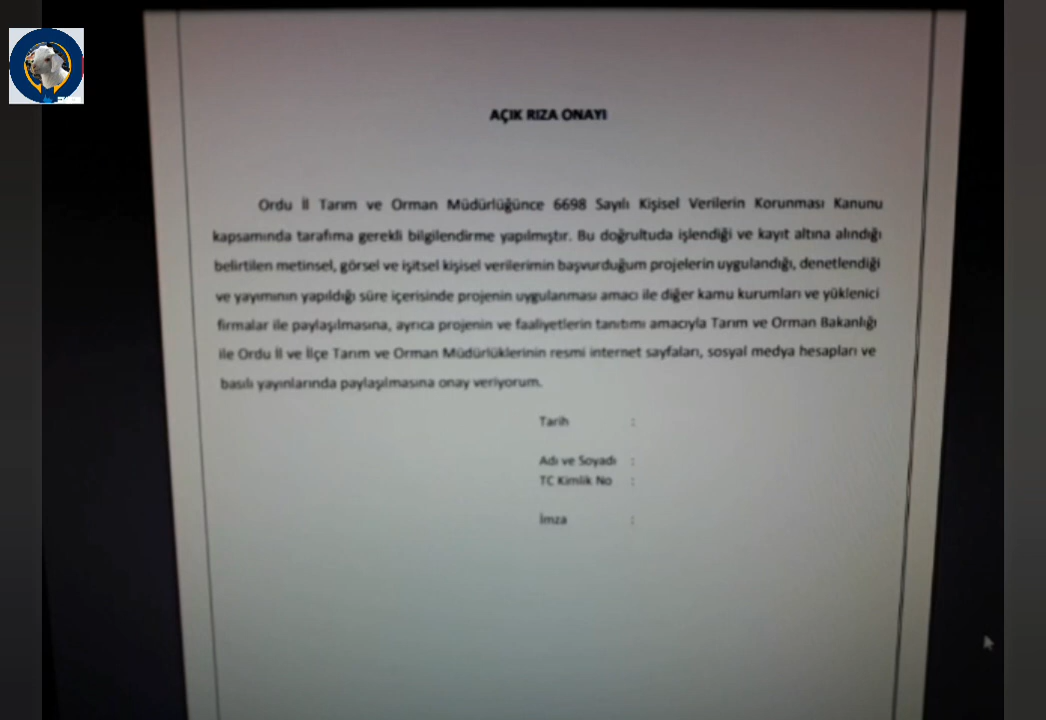 AÇIK RIZA ONAYI
Ordu İl Tarım ve Orman Müdürlüğünce 6698 Sayılı Kişisel Verilerin Korunması Kanunu
kapsamında tarafıma gerekli bilgilendirme yapılmıştır. Bu doğrultuda işlendiği ve kayıt altına alındığı
belirtilen metinsel, görsel ve işitsel kişisel verilerimin başvurduğum projelerin uygulandığı, denetlendiği
ve yayımının yapıldığı süre içerisinde projenin uygulanması amacı ile diğer kamu kurumları ve yüklenici
firmalar ile paylaşılmasına, ayrıca projenin ve faaliyetlerin tanıtımı amacıyla Tarım ve Orman Bakanlığı
ile Ordu İl ve İlçe Tarım ve Orman Müdürlüklerinin resmi internet sayfaları, sosyal medya hesapları ve
basılı yayınlarında paylaşılmasına onay veriyorum.
Tarih :
Adı ve Soyadı :
TC Kimlik No :
İmza :